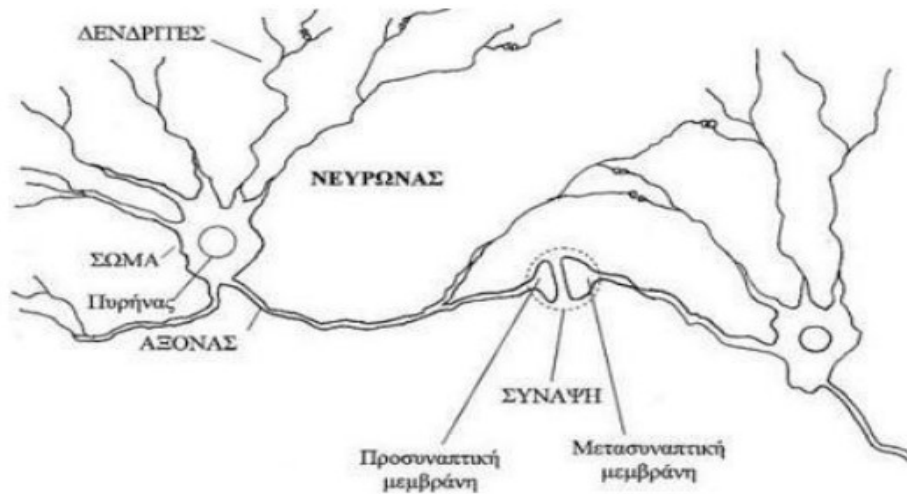 ΔΕΝΔΡΙΤΕΣ
ΝΕΥΡΩΝΑΣ
ΣΩΜΑ
Πυρήνας
ΑΞΟΝΑΣ
ΣΥΝΑΨΗ
Προσυναπτική
μεμβράνη
Μετασυναπτική
μεμβράνη